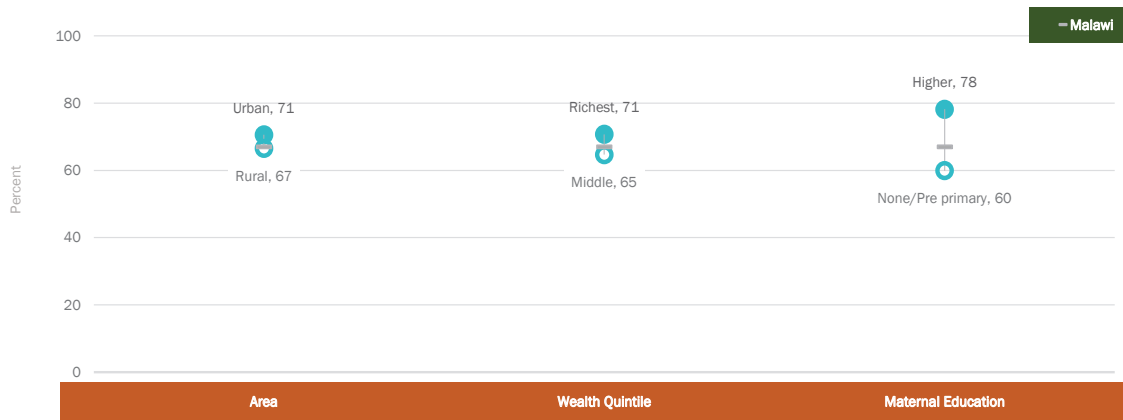 Malawi
100
Higher, 78
80
Urban, 71
Richest, 71
Percent
60
Rural, 67
Middle, 65
None/Pre primary, 60
40
20
0
Area
Wealth Quintile
Maternal Education